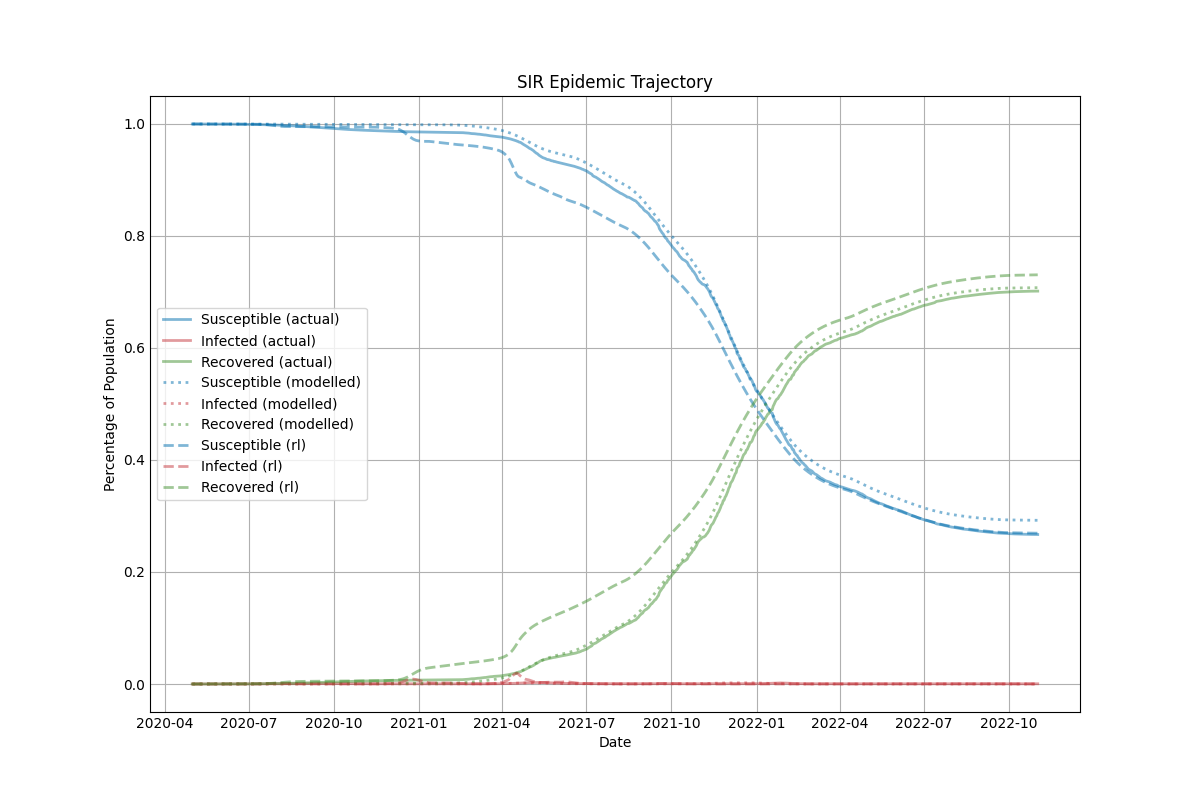 SIR Epidemic Trajectory
Percentage of Population
1.0
0.8
0.6
0.4
0.2
0.0
Susceptible (actual)
Infected (actual)
Recovered (actual)
Susceptible (modelled)
Infected (modelled)
Recovered (modelled)
Susceptible (rl)
Infected (rl)
Recovered (rl)
2020-04 2020-07 2020-10 2021-01 2021-04 2021-07 2021-10 2022-01 2022-04 2022-07 2022-10
Date